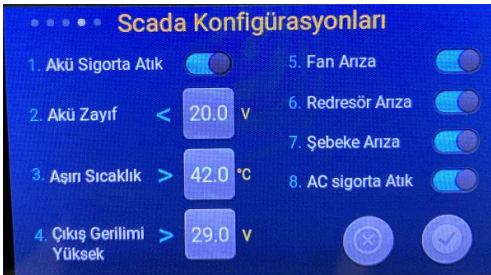 Scada Konfigürasyonları
1. Akü Sigorta Atık
2. Akü Zayıf < 20.0 V
3. Aşırı Sıcaklık > 42.0 °C
4. Çıkış Gerilimi
Yüksek > 29.0 V
5. Fan Arıza
6. Redresör Arıza
7. Şebeke Arıza
8. AC sigorta Atık